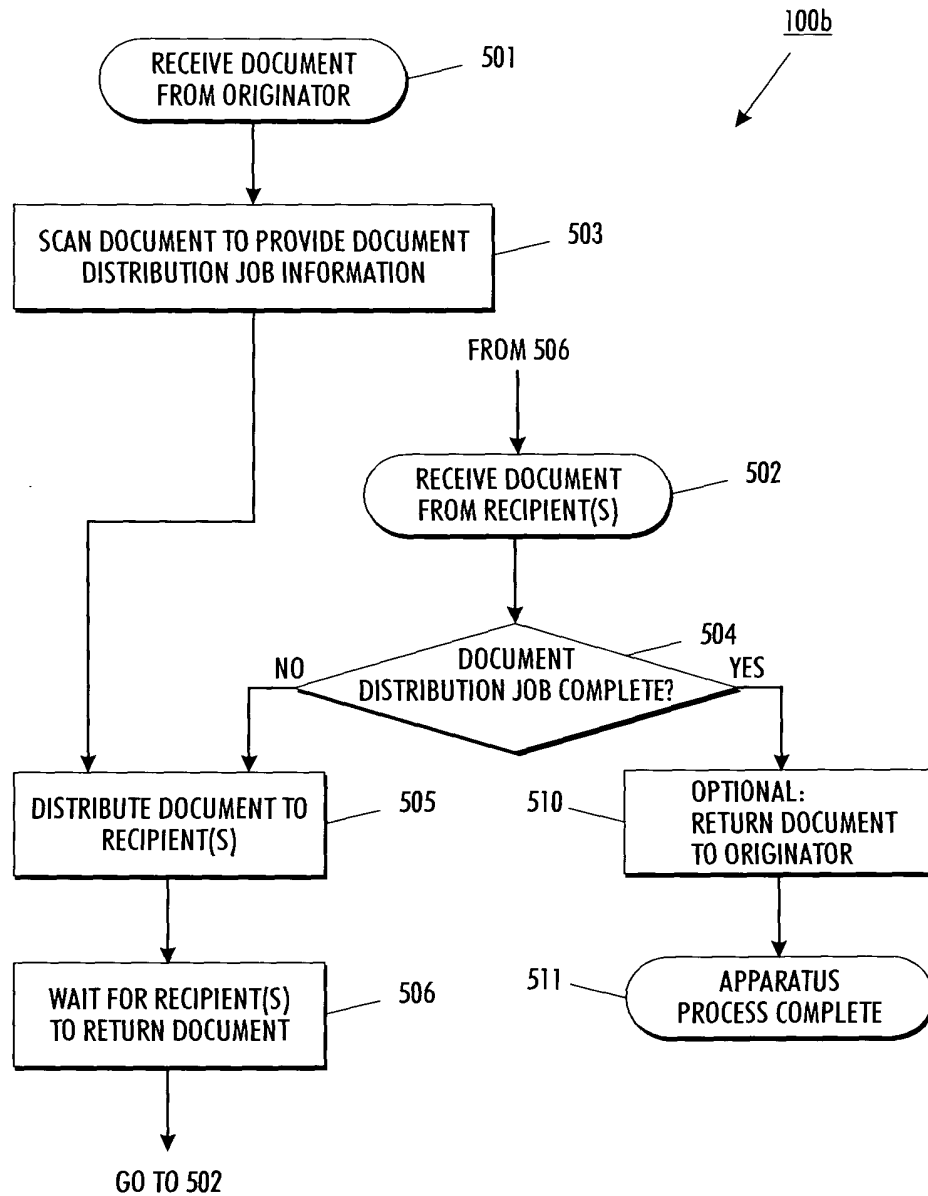 100b
RECEIVE DOCUMENT
FROM ORIGINATOR
501
SCAN DOCUMENT TO PROVIDE DOCUMENT
DISTRIBUTION JOB INFORMATION
503
FROM 506
RECEIVE DOCUMENT
FROM RECIPIENT(S)
502
504
NO
DOCUMENT
DISTRIBUTION JOB COMPLETE?
YES
DISTRIBUTE DOCUMENT TO
RECIPIENT(S)
505
510
OPTIONAL:
RETURN DOCUMENT
TO ORIGINATOR
WAIT FOR RECIPIENT(S)
TO RETURN DOCUMENT
506
511
APPARATUS
PROCESS COMPLETE
GO TO 502